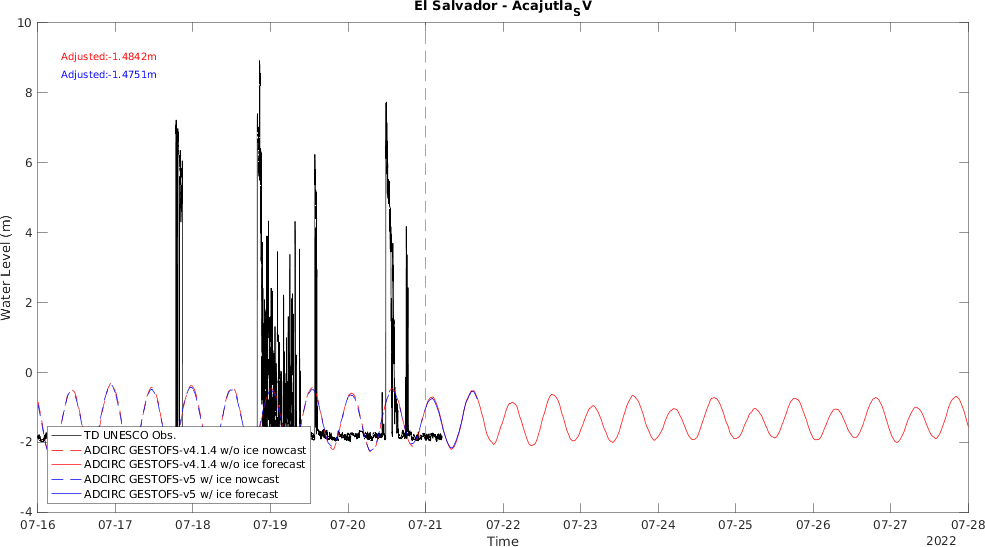 El Salvador - Acajutla_SV
Adjusted:-1.4842m
Adjusted:-1.4751m
Water Level (m)
10
8
6
4
2
0
-2
-4
TD UNESCO Obs.
ADCIRC GESTOFS-v4.1.4 w/o ice nowcast
ADCIRC GESTOFS-v4.1.4 w/o ice forecast
ADCIRC GESTOFS-v5 w/ ice nowcast
ADCIRC GESTOFS-v5 w/ ice forecast
07-16 07-17 07-18 07-19 07-20 07-21 07-22 07-23 07-24 07-25 07-26 07-27 07-28
Time
2022